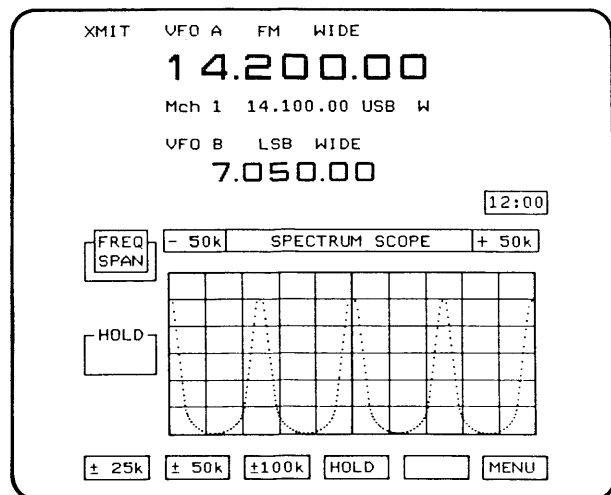 XMIT VFO A FM WIDE
14.200.00
Mch 1 14.100.00 USB W
VFO B LSB WIDE
7.050.00
12:00
FREQ SPAN
- 50k SPECTRUM SCOPE + 50k
HOLD
± 25k ± 50k ±100k HOLD MENU